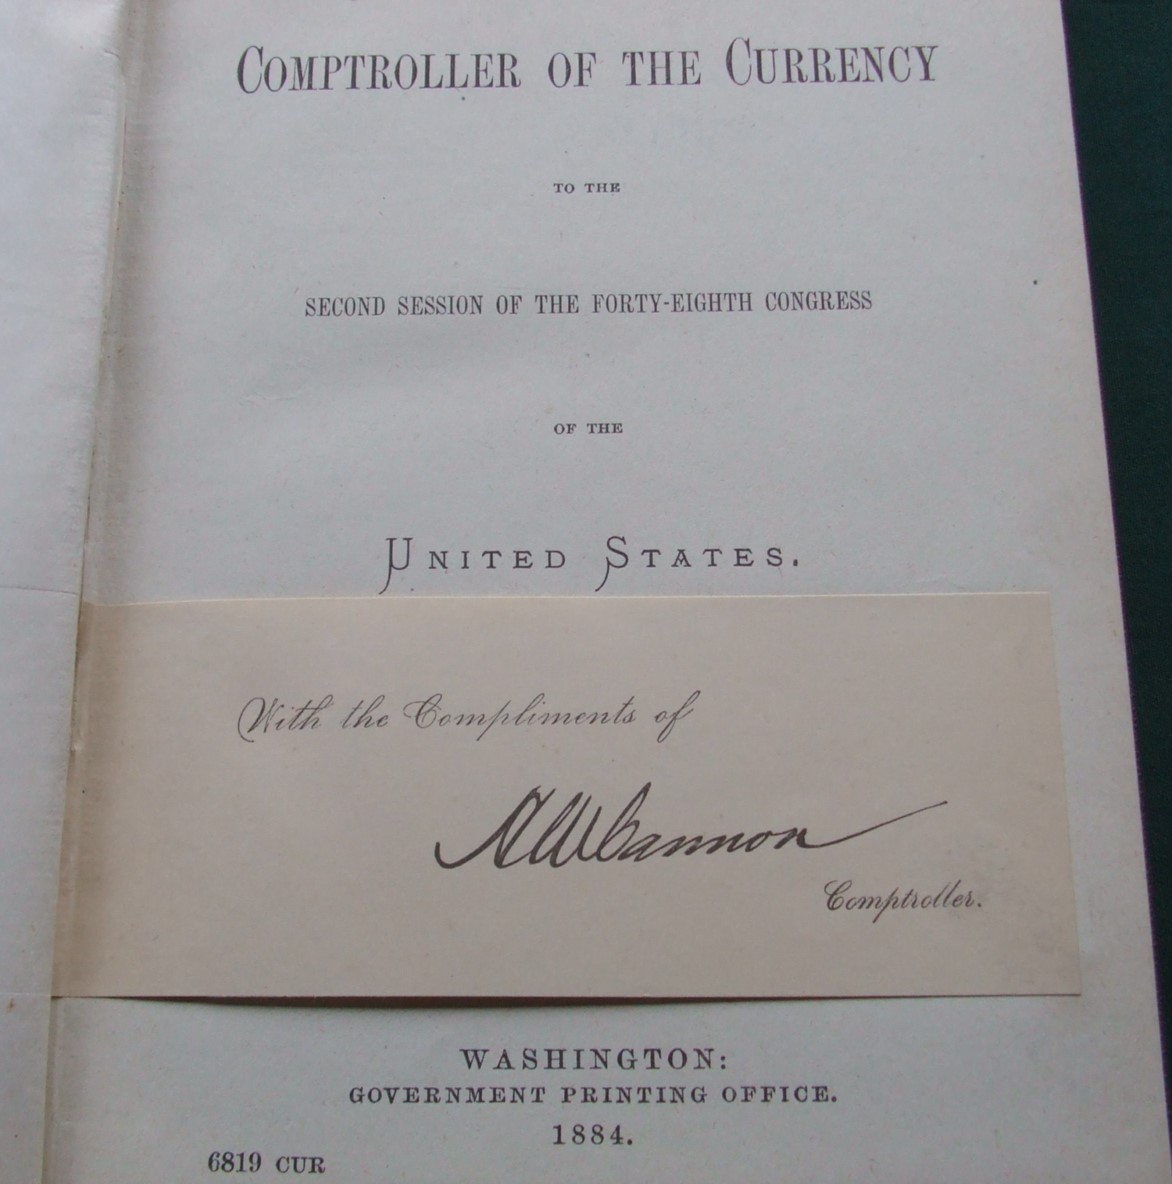 COMPTROLLER OF THE CURRENCY
TO THE
SECOND SESSION OF THE FORTY-EIGHTH CONGRESS
OF THE
UNITED STATES.
With the Compliments of
H W Cannon
Comptroller.
WASHINGTON:
GOVERNMENT PRINTING OFFICE.
1884.
6819 CUR